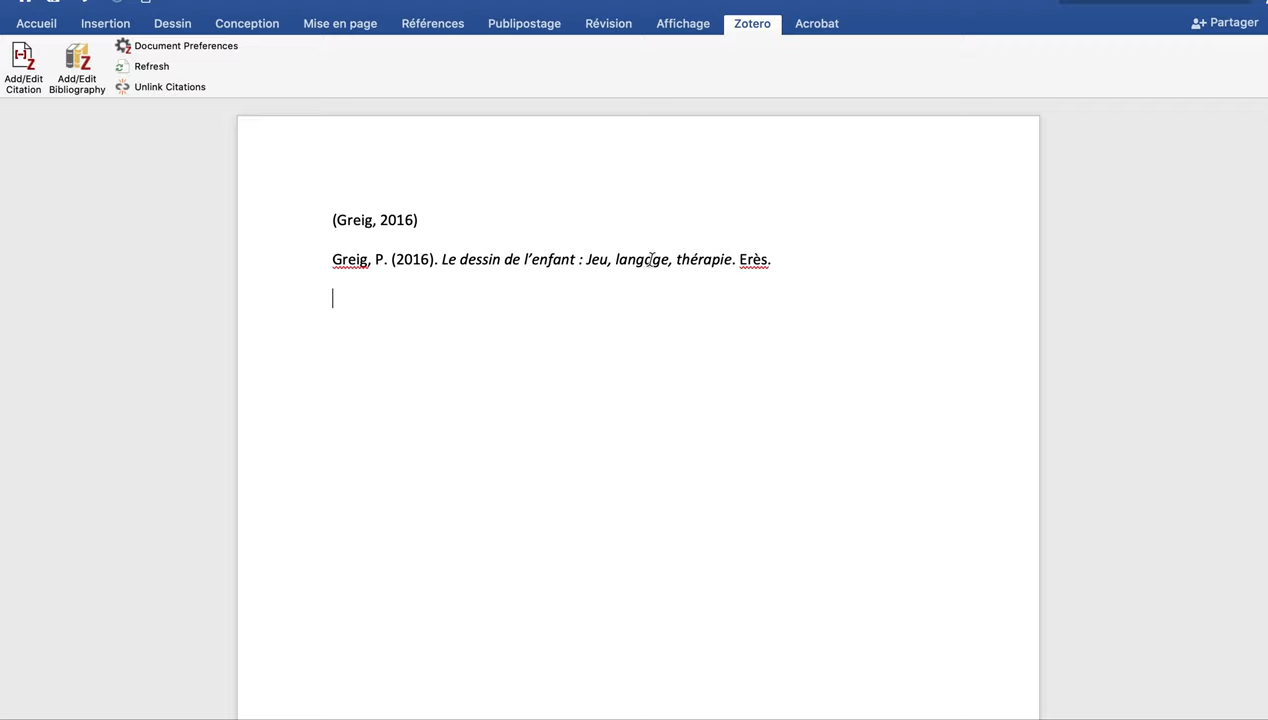 Accueil Insertion Dessin Conception Mise en page Références Publipostage Révision Affichage Zotero Acrobat Partager
Add/Edit Citation
Add/Edit Bibliography
Document Preferences
Refresh
Unlink Citations
(Greig, 2016)
Greig, P. (2016). Le dessin de l’enfant : Jeu, langage, thérapie. Erès.